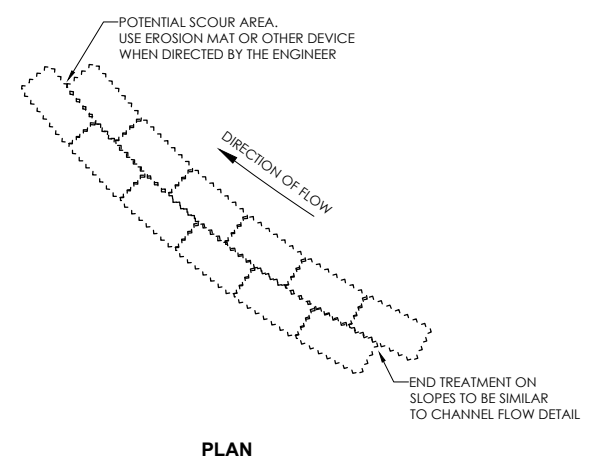 POTENTIAL SCOUR AREA.
USE EROSION MAT OR OTHER DEVICE
WHEN DIRECTED BY THE ENGINEER
DIRECTION OF FLOW
END TREATMENT ON
SLOPES TO BE SIMILAR
TO CHANNEL FLOW DETAIL
PLAN